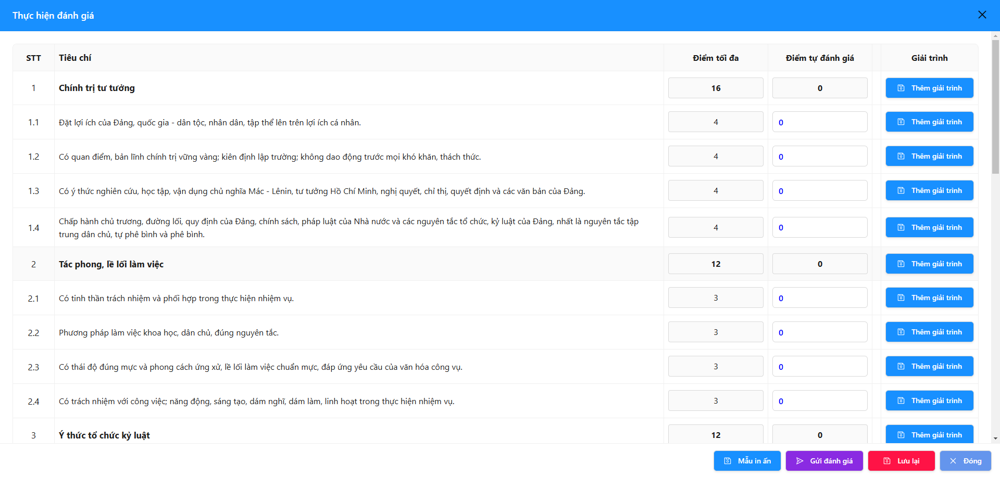 Thực hiện đánh giá
STT Tiêu chí Điểm tối đa Điểm tự đánh giá Giải trình
1 Chính trị tư tưởng 16 0 Thêm giải trình
1.1 Đặt lợi ích của Đảng, quốc gia - dân tộc, nhân dân, tập thể lên trên lợi ích cá nhân. 4 0 Thêm giải trình
1.2 Có quan điểm, bản lĩnh chính trị vững vàng; kiên định lập trường; không dao động trước mọi khó khăn, thách thức. 4 0 Thêm giải trình
1.3 Có ý thức nghiên cứu, học tập, vận dụng chủ nghĩa Mác - Lênin, tư tưởng Hồ Chí Minh, nghị quyết, chỉ thị, quyết định và các văn bản của Đảng. 4 0 Thêm giải trình
1.4 Chấp hành chủ trương, đường lối, quy định của Đảng, chính sách, pháp luật của Nhà nước và các nguyên tắc tổ chức, kỷ luật của Đảng, nhất là nguyên tắc tập
trung dân chủ, tự phê bình và phê bình. 4 0 Thêm giải trình
2 Tác phong, lề lối làm việc 12 0 Thêm giải trình
2.1 Có tinh thần trách nhiệm và phối hợp trong thực hiện nhiệm vụ. 3 0 Thêm giải trình
2.2 Phương pháp làm việc khoa học, dân chủ, đúng nguyên tắc. 3 0 Thêm giải trình
2.3 Có thái độ đúng mực và phong cách ứng xử, lề lối làm việc chuẩn mực, đáp ứng yêu cầu của văn hóa công vụ. 3 0 Thêm giải trình
2.4 Có trách nhiệm với công việc; năng động, sáng tạo, dám nghĩ, dám làm, linh hoạt trong thực hiện nhiệm vụ. 3 0 Thêm giải trình
3 Ý thức tổ chức kỷ luật 12 0 Thêm giải trình
Mẫu in ấn Gửi đánh giá Lưu lại Đóng